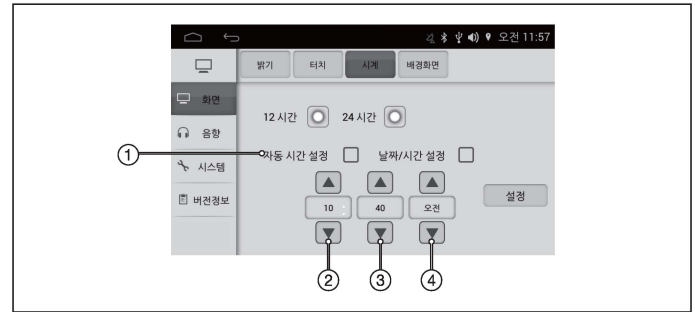 오전 11:57
밝기 터치 시계 배경화면
화면
12 시간 24 시간
음향
① 자동 시간 설정 날짜/시간 설정
시스템
설정
버전정보 10 : 40 오전
② ③ ④